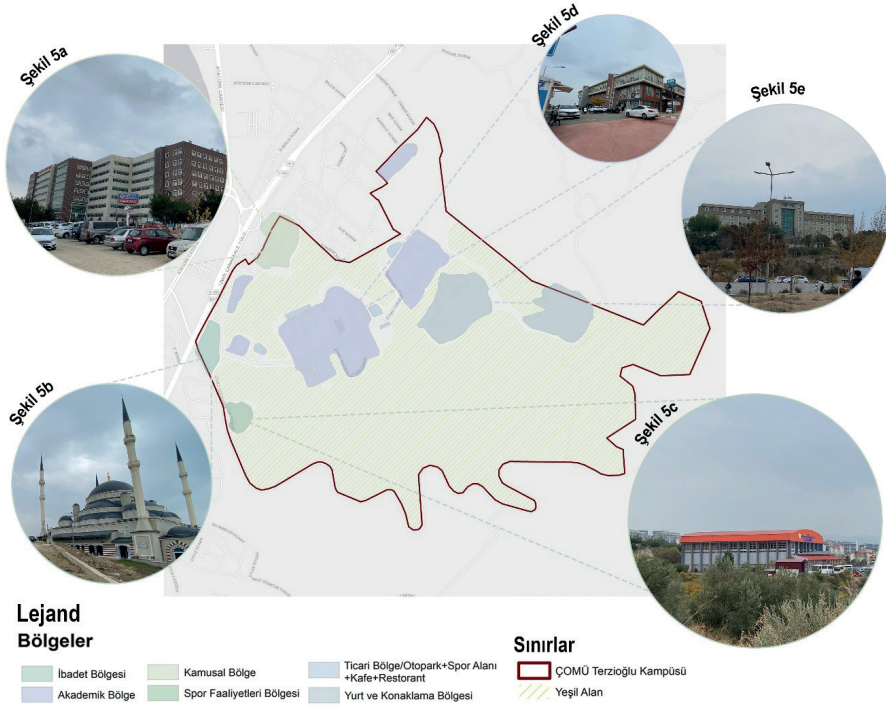 Şekil 5a
Şekil 5d
Şekil 5e
Şekil 5b
Şekil 5c
Lejand
Bölgeler
İbadet Bölgesi
Akademik Bölge
Kamusal Bölge
Spor Faaliyetleri Bölgesi
Ticari Bölge/Otopark+Spor Alanı
+Kafe+Restorant
Yurt ve Konaklama Bölgesi
Sınırlar
ÇOMÜ Terzioğlu Kampüsü
Yeşil Alan